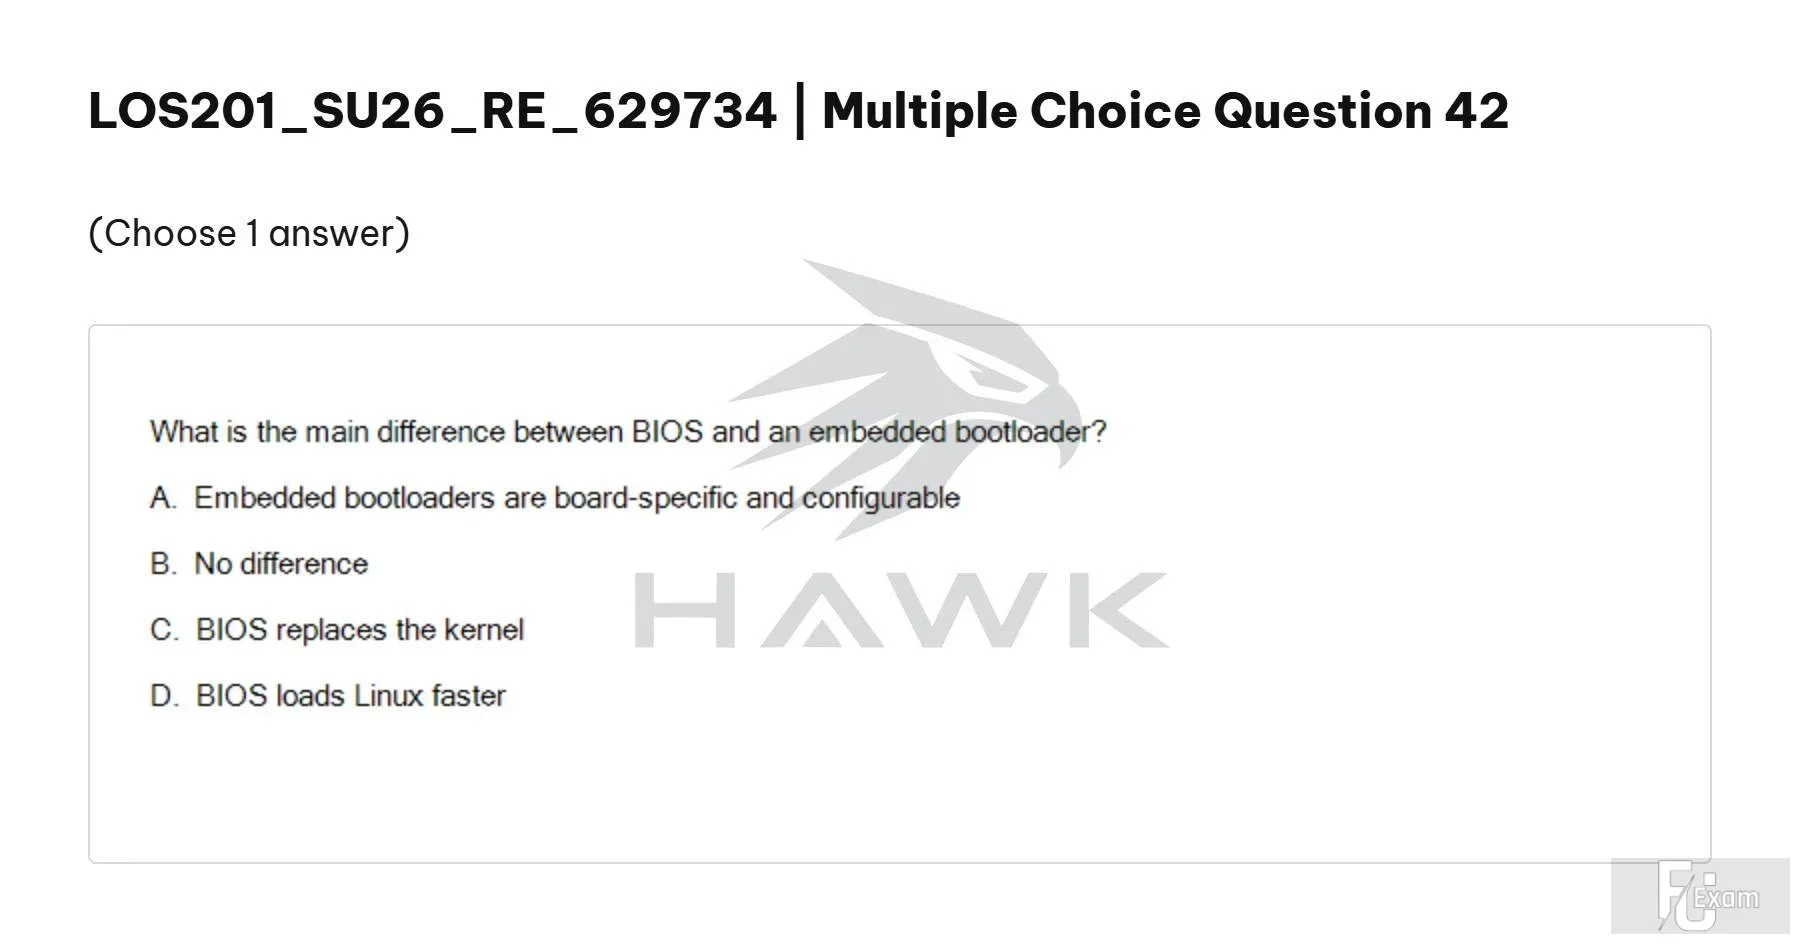 LOS201_SU26_RE_629734 | Multiple Choice Question 42
(Choose 1 answer)
What is the main difference between BIOS and an embedded bootloader?
A. Embedded bootloaders are board-specific and configurable
B. No difference
C. BIOS replaces the kernel
D. BIOS loads Linux faster
HAWK
FU Exam